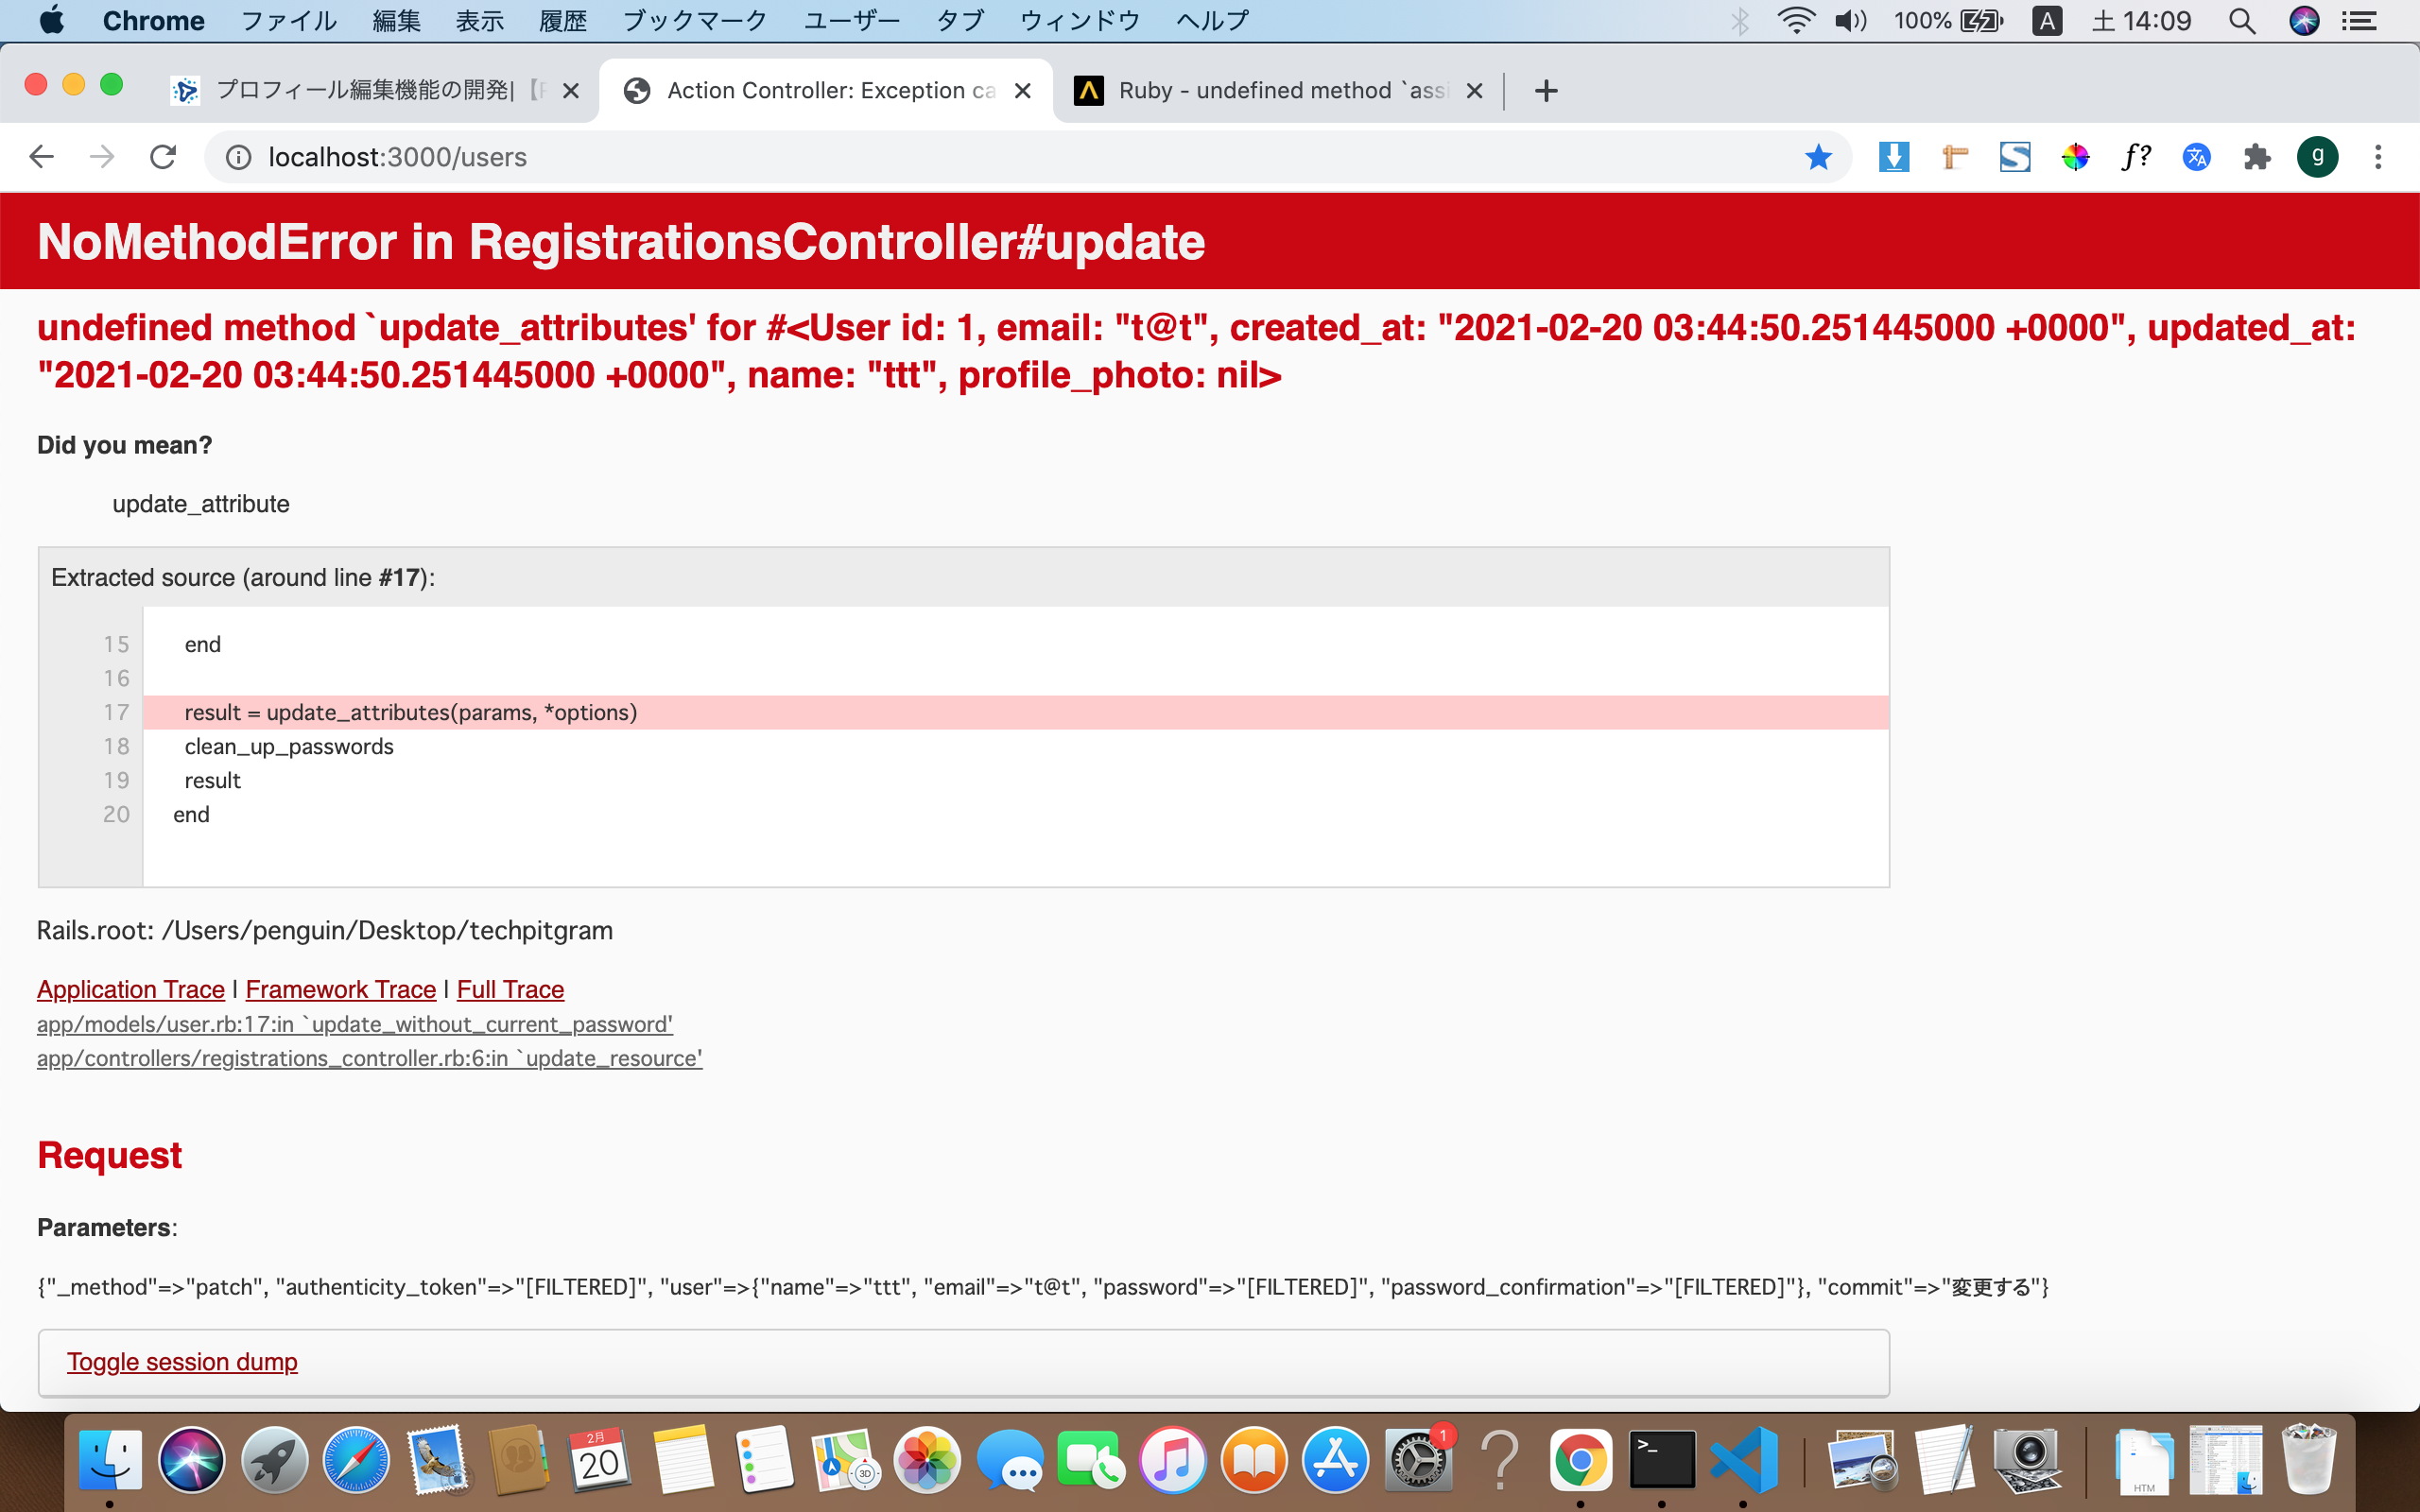 Chrome ファイル 編集 表示 履歴 ブックマーク ユーザー タブ ウィンドウ ヘルプ 100% A 土 14:09
プロフィール編集機能の開発|【 Action Controller: Exception ca Ruby - undefined method `assi
localhost:3000/users f? g
NoMethodError in RegistrationsController#update
undefined method `update_attributes' for #<User id: 1, email: "t@t", created_at: "2021-02-20 03:44:50.251445000 +0000", updated_at:
"2021-02-20 03:44:50.251445000 +0000", name: "ttt", profile_photo: nil>
Did you mean?
update_attribute
Extracted source (around line #17):
15 end
16
17 result = update_attributes(params, *options)
18 clean_up_passwords
19 result
20 end
Rails.root: /Users/penguin/Desktop/techpitgram
Application Trace | Framework Trace | Full Trace
app/models/user.rb:17:in `update_without_current_password'
app/controllers/registrations_controller.rb:6:in `update_resource'
Request
Parameters:
{"_method"=>"patch", "authenticity_token"=>"[FILTERED]", "user"=>{"name"=>"ttt", "email"=>"t@t", "password"=>"[FILTERED]", "password_confirmation"=>"[FILTERED]"}, "commit"=>"変更する"}
Toggle session dump
2月
20
3D
1
>_
HTM